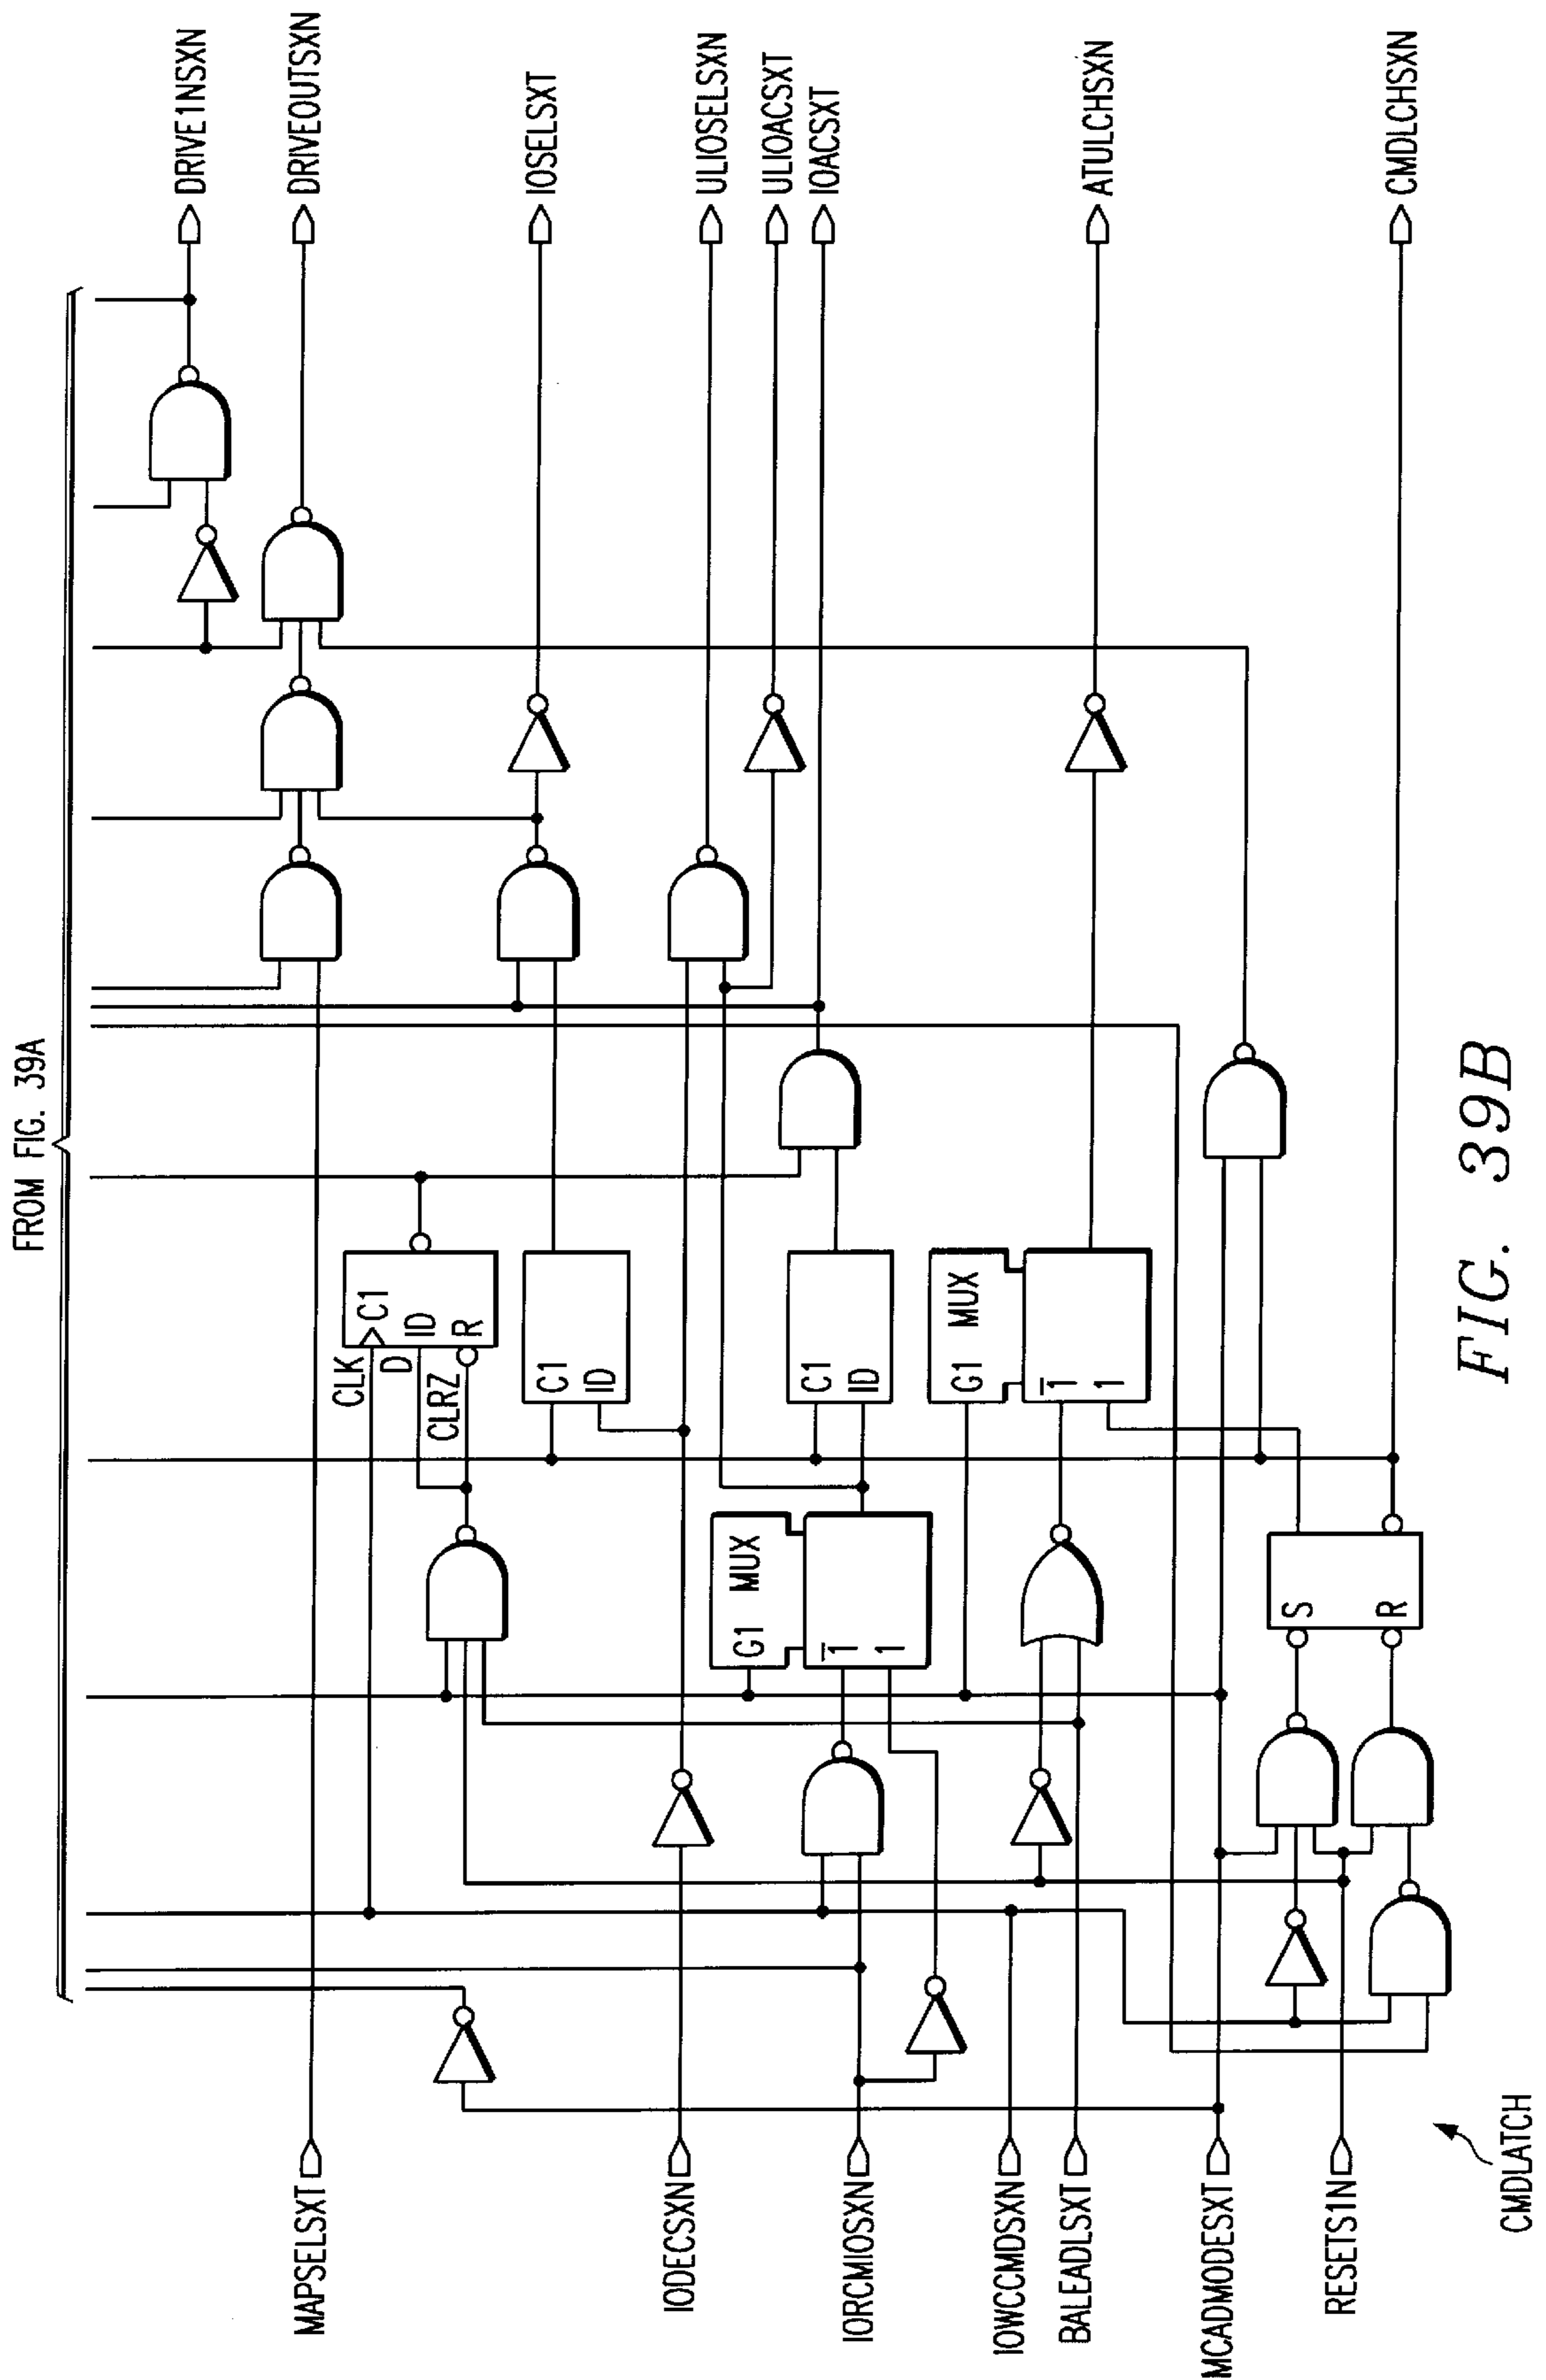 FROM FIG. 39A
DRIVE1NSXN
DRIVEOUTSXN
IOSELSXT
ULIOSELSXN
ULIOACSXT
IOACSXT
ATULCHSXN
CMDLCHSXN
CLK
D
CLRZ
C1
ID
R
C1
ID
C1
ID
MUX
G1
1
1
MUX
G1
1
1
S
R
MAPSELSXT
IODECSXN
IORCMIOSXN
IOWCCMDSXN
BALEADLSXT
MCADMODESXT
RESETS1N
CMDLATCH
FIG. 39B